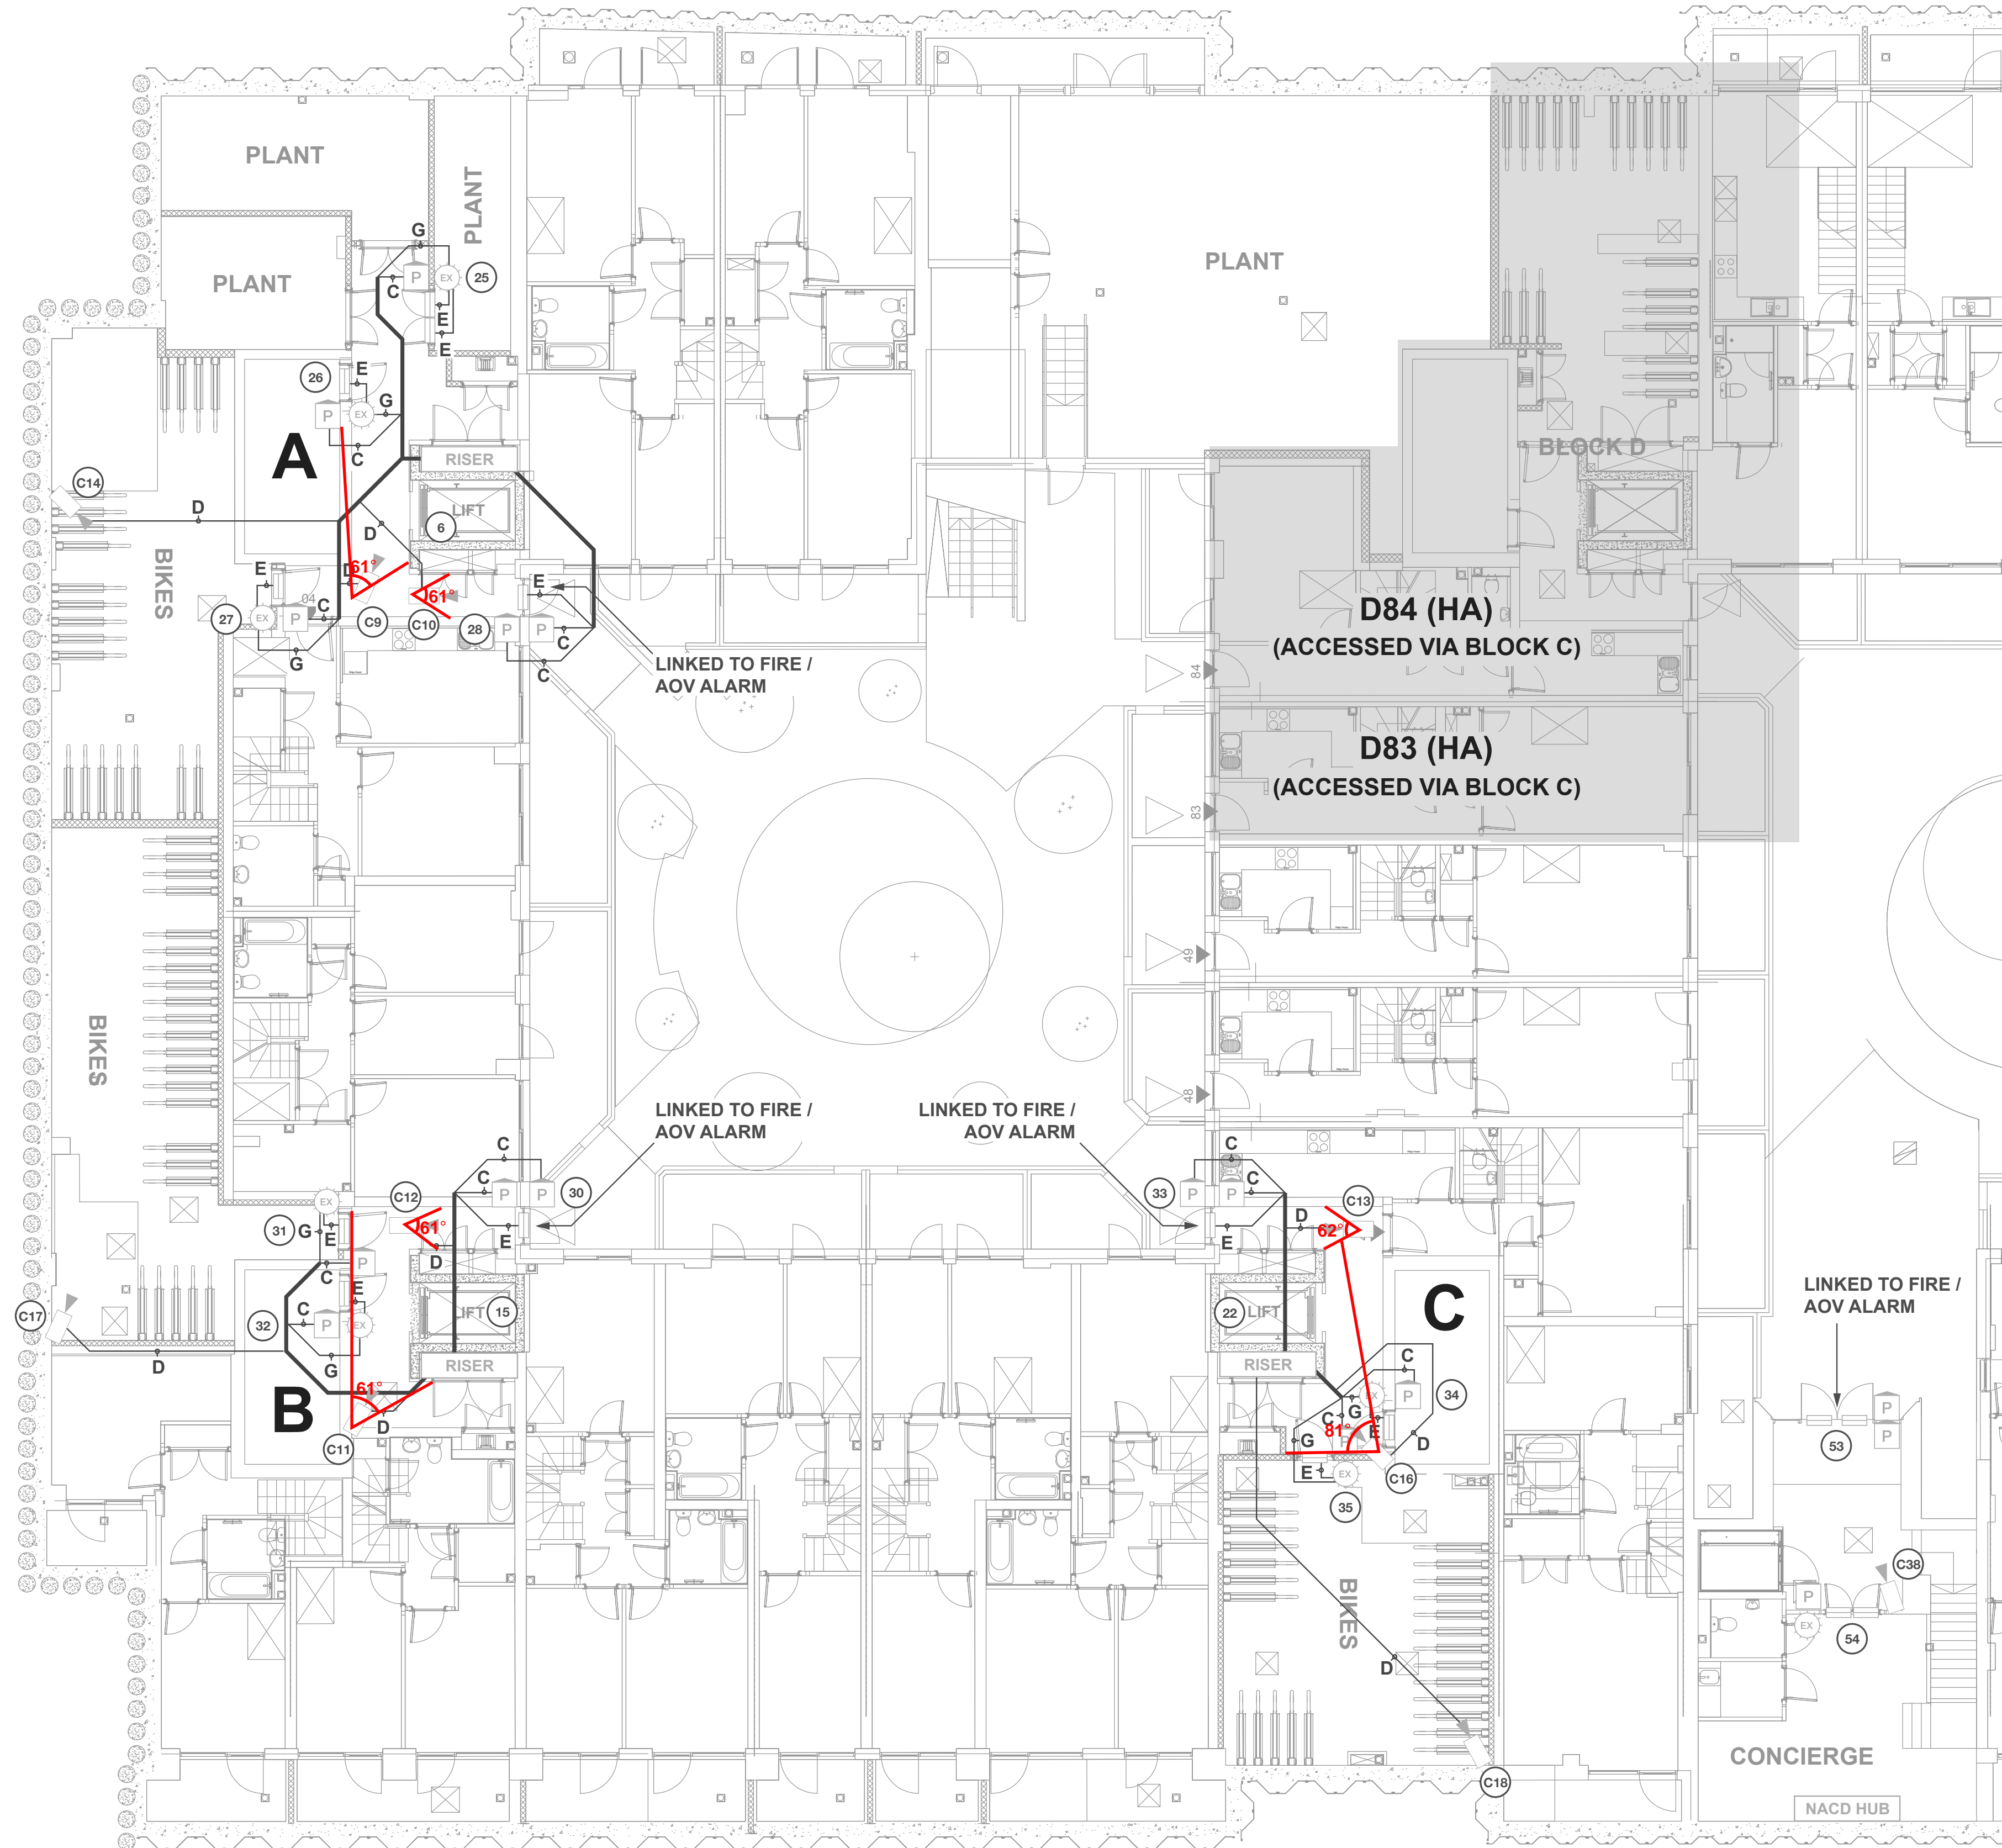 PLANT
PLANT
PLANT
PLANT
G
P
EX
25
C
E
E
26
E
P
EX
G
C
A
RISER
BLOCK D
C14
D
D
6
LIFT
BIKES
E
61°
D
04
27
EX
P
C
G
C9
61°
C10
28
P
P
E
C
C
LINKED TO FIRE /
AOV ALARM
D84 (HA)
(ACCESSED VIA BLOCK C)
84
D83 (HA)
(ACCESSED VIA BLOCK C)
83
49
48
BIKES
LINKED TO FIRE /
AOV ALARM
LINKED TO FIRE /
AOV ALARM
C
C
P
P
30
E
EX
31
G
E
C
P
C12
61°
D
C
33
P
P
C
E
D
C13
62°
E
C
32
P
EX
G
C17
D
LIFT
15
RISER
B
61°
D
C11
22
LIFT
C
RISER
C
EX
P
34
G
C
81°
E
G
P
D
E
EX
C16
35
LINKED TO FIRE /
AOV ALARM
P
P
53
BIKES
D
C18
C38
P
EX
54
CONCIERGE
NACD HUB